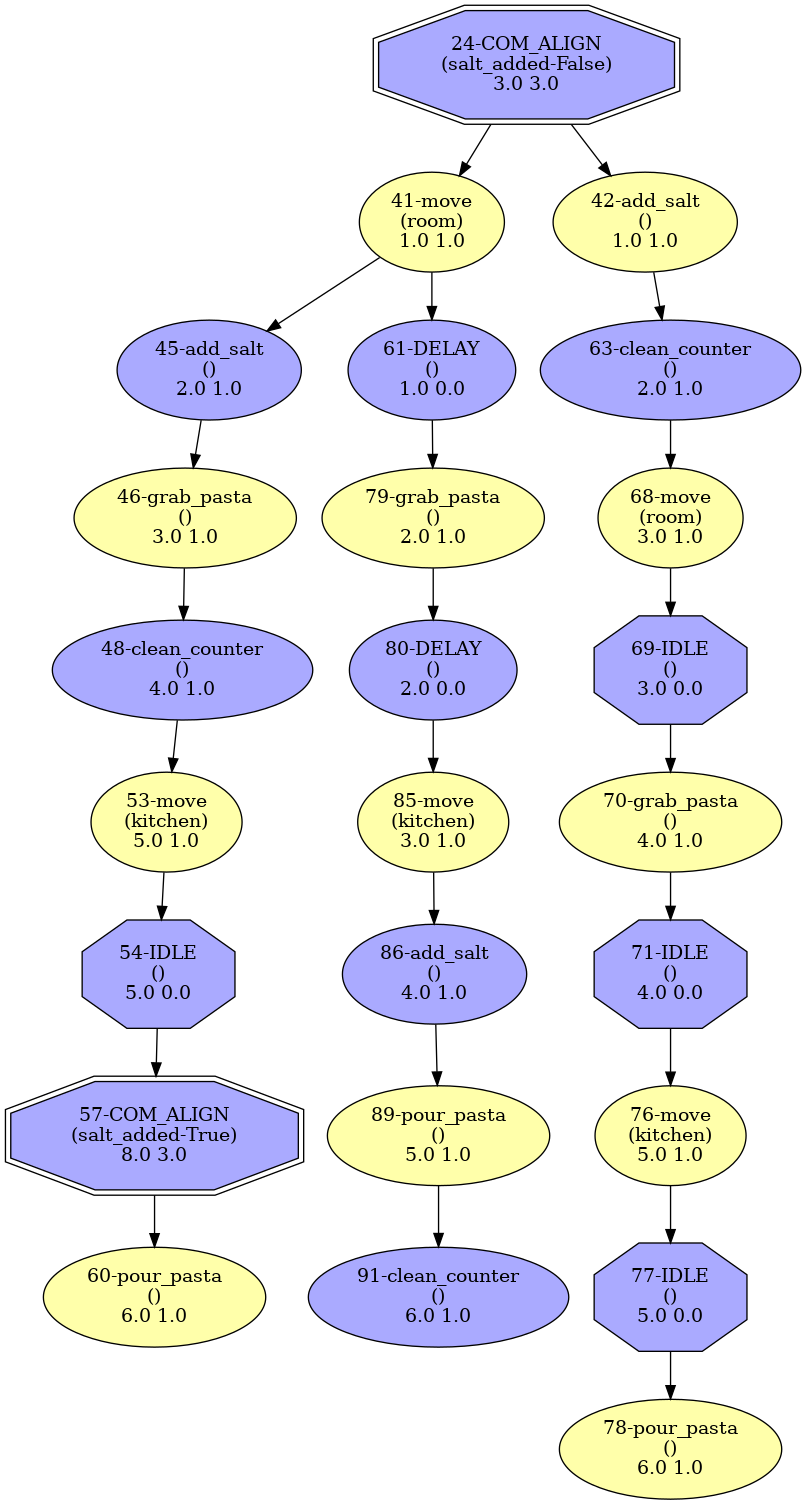 24-COM_ALIGN
(salt_added-False)
3.0 3.0
41-move
(room)
1.0 1.0
42-add_salt
()
1.0 1.0
45-add_salt
()
2.0 1.0
61-DELAY
()
1.0 0.0
63-clean_counter
()
2.0 1.0
46-grab_pasta
()
3.0 1.0
79-grab_pasta
()
2.0 1.0
68-move
(room)
3.0 1.0
48-clean_counter
()
4.0 1.0
80-DELAY
()
2.0 0.0
69-IDLE
()
3.0 0.0
53-move
(kitchen)
5.0 1.0
85-move
(kitchen)
3.0 1.0
70-grab_pasta
()
4.0 1.0
54-IDLE
()
5.0 0.0
86-add_salt
()
4.0 1.0
71-IDLE
()
4.0 0.0
57-COM_ALIGN
(salt_added-True)
8.0 3.0
89-pour_pasta
()
5.0 1.0
76-move
(kitchen)
5.0 1.0
60-pour_pasta
()
6.0 1.0
91-clean_counter
()
6.0 1.0
77-IDLE
()
5.0 0.0
78-pour_pasta
()
6.0 1.0